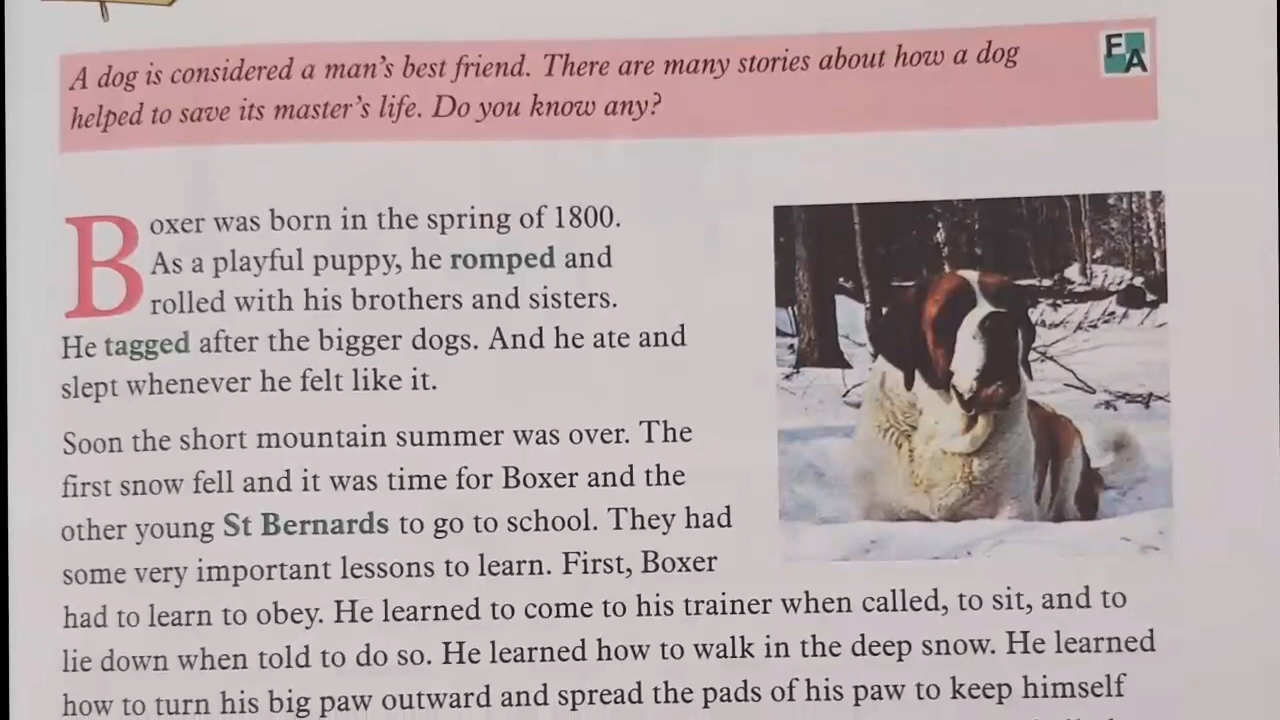 A dog is considered a man's best friend. There are many stories about how a dog
helped to save its master's life. Do you know any?
FA
Boxer was born in the spring of 1800.
As a playful puppy, he romped and
rolled with his brothers and sisters.
He tagged after the bigger dogs. And he ate and
slept whenever he felt like it.
Soon the short mountain summer was over. The
first snow fell and it was time for Boxer and the
other young St Bernards to go to school. They had
some very important lessons to learn. First, Boxer
had to learn to obey. He learned to come to his trainer when called, to sit, and to
lie down when told to do so. He learned how to walk in the deep snow. He learned
how to turn his big paw outward and spread the pads of his paw to keep himself